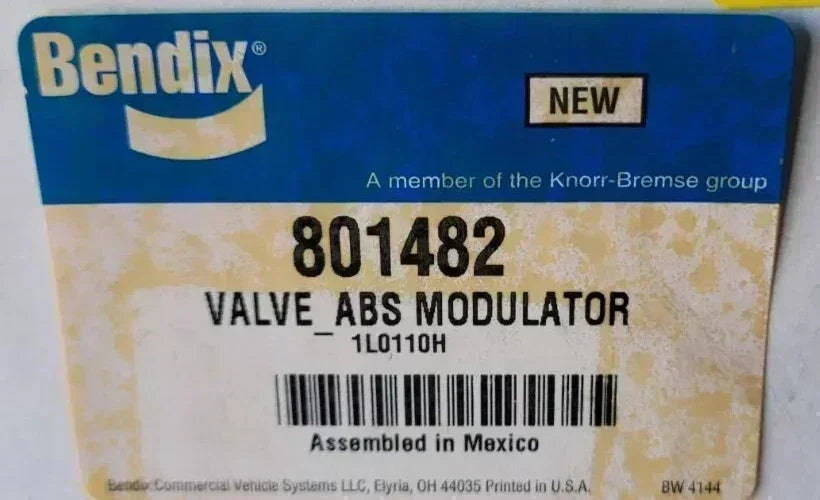 Bendix®
NEW
A member of the Knorr-Bremse group
801482
VALVE_ABS MODULATOR
1L0110H
Assembled in Mexico
Bendix Commercial Vehicle Systems LLC, Elyria, OH 44035 Printed in U.S.A. BW 4144